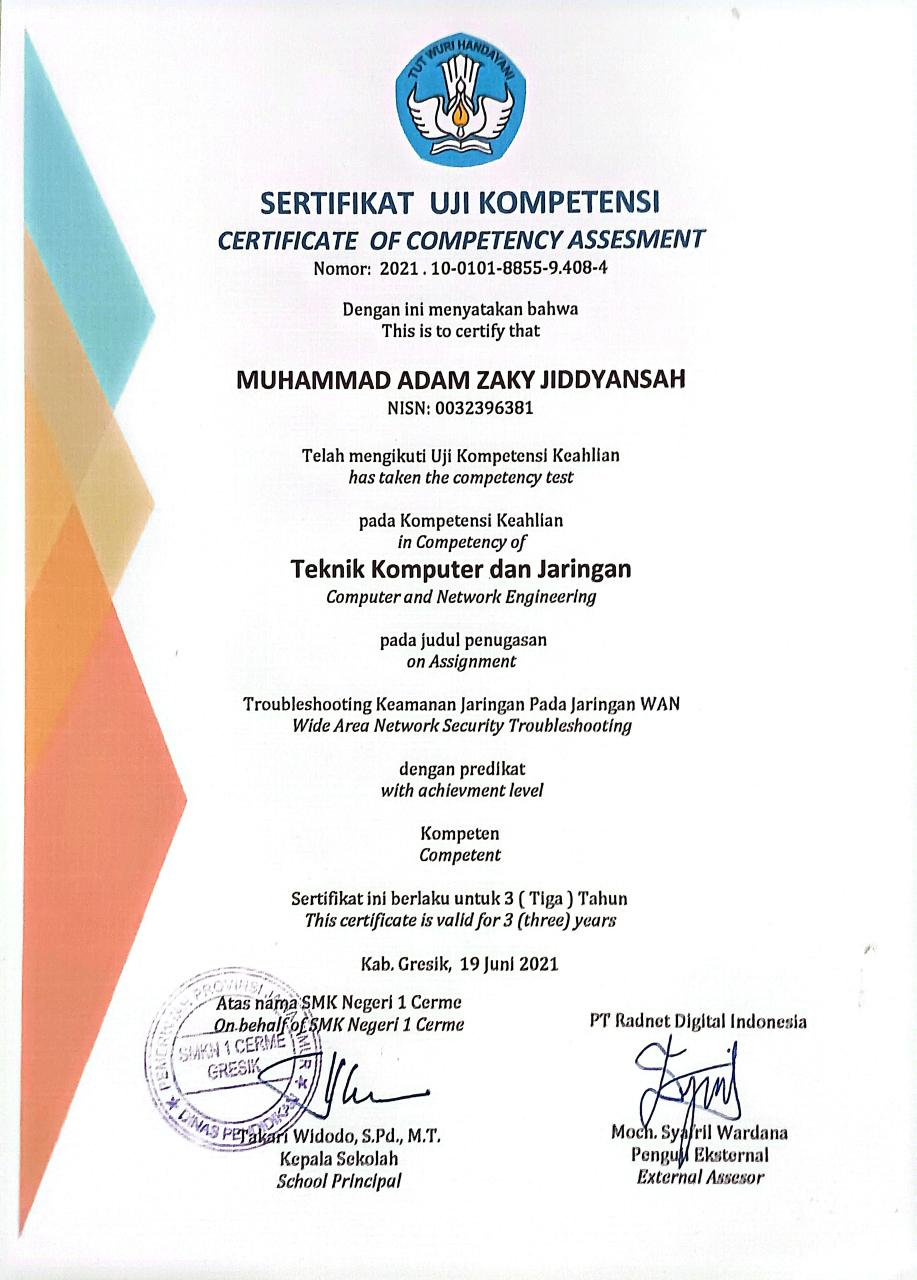 TUT WURI HANDAYANI
SERTIFIKAT UJI KOMPETENSI
CERTIFICATE OF COMPETENCY ASSESMENT
Nomor: 2021 . 10-0101-8855-9.408-4
Dengan ini menyatakan bahwa
This is to certify that
MUHAMMAD ADAM ZAKY JIDDYANSAH
NISN: 0032396381
Telah mengikuti Uji Kompetensi Keahlian
has taken the competency test
pada Kompetensi Keahlian
in Competency of
Teknik Komputer dan Jaringan
Computer and Network Engineering
pada judul penugasan
on Assignment
Troubleshooting Keamanan Jaringan Pada Jaringan WAN
Wide Area Network Security Troubleshooting
dengan predikat
with achievment level
Kompeten
Competent
Sertifikat ini berlaku untuk 3 ( Tiga ) Tahun
This certificate is valid for 3 (three) years
Kab. Gresik, 19 Juni 2021
Atas nama SMK Negeri 1 Cerme
On behalf of SMK Negeri 1 Cerme
SMKN 1 CERME
GRESIK
DINAS PENDIDIKAN
Takari Widodo, S.Pd., M.T.
Kepala Sekolah
School Principal
PT Radnet Digital Indonesia
Moch. Syafril Wardana
Penguji Eksternal
External Assesor